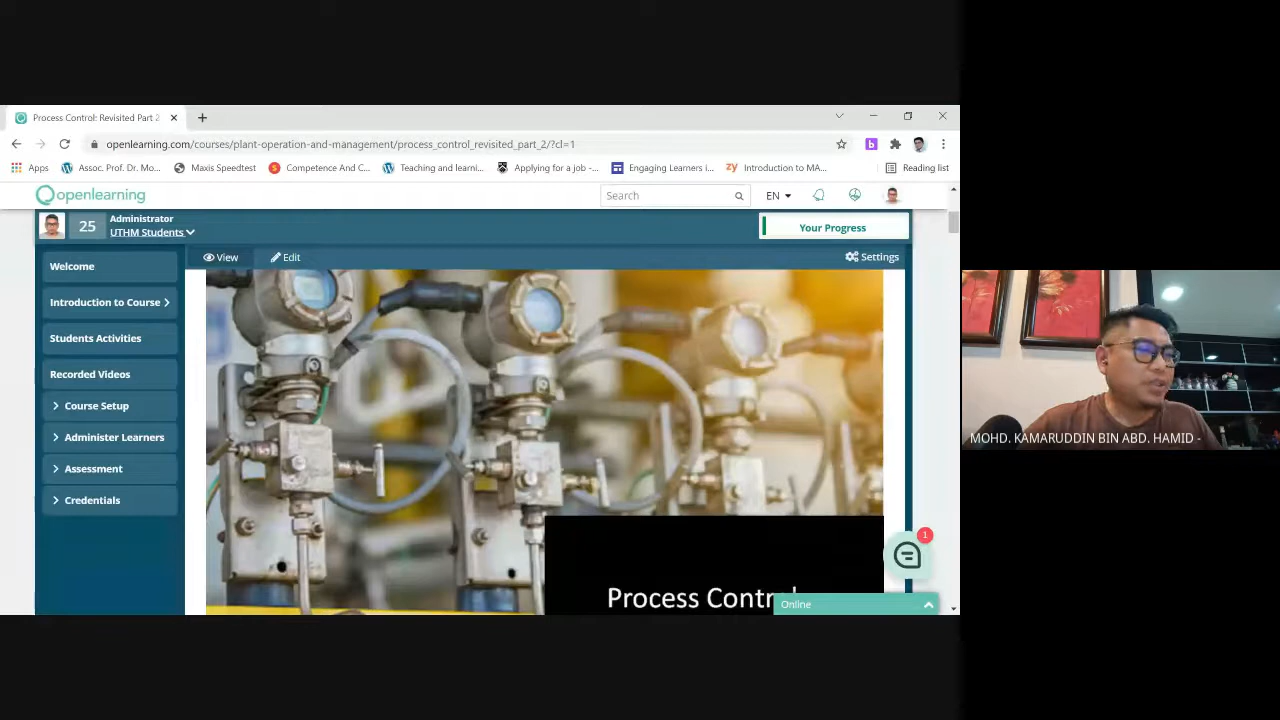 Process Control: Revisited Part 2
openlearning.com/courses/plant-operation-and-management/process_control_revisited_part_2/?cl=1
Apps Assoc. Prof. Dr. Mo... Maxis Speedtest Competence And C... Teaching and learni... Applying for a job -... Engaging Learners i... Introduction to MA... Reading list
openlearning Search EN
25 Administrator
UTHM Students
Your Progress
View Edit Settings
Welcome
Introduction to Course
Students Activities
Recorded Videos
Course Setup
Administer Learners
Assessment
Credentials
MOHD. KAMARUDDIN BIN ABD. HAMID -
1
Process Control
Online